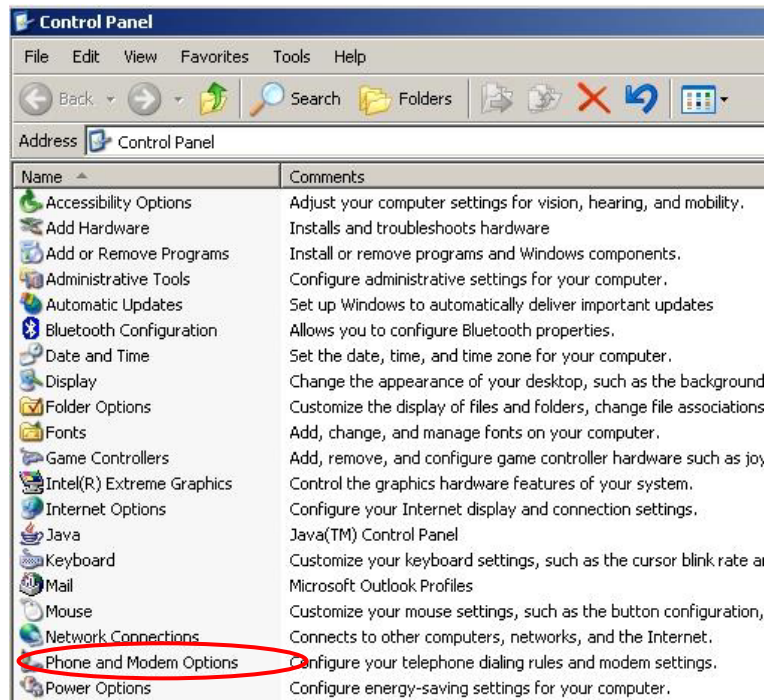 Control Panel
File Edit View Favorites Tools Help
Back Search Folders
Address Control Panel
Name Comments
Accessibility Options Adjust your computer settings for vision, hearing, and mobility.
Add Hardware Installs and troubleshoots hardware
Add or Remove Programs Install or remove programs and Windows components.
Administrative Tools Configure administrative settings for your computer.
Automatic Updates Set up Windows to automatically deliver important updates
Bluetooth Configuration Allows you to configure Bluetooth properties.
Date and Time Set the date, time, and time zone for your computer.
Display Change the appearance of your desktop, such as the background
Folder Options Customize the display of files and folders, change file associations
Fonts Add, change, and manage fonts on your computer.
Game Controllers Add, remove, and configure game controller hardware such as joy
Intel(R) Extreme Graphics Control the graphics hardware features of your system.
Internet Options Configure your Internet display and connection settings.
Java Java(TM) Control Panel
Keyboard Customize your keyboard settings, such as the cursor blink rate a
Mail Microsoft Outlook Profiles
Mouse Customize your mouse settings, such as the button configuration,
Network Connections Connects to other computers, networks, and the Internet.
Phone and Modem Options Configure your telephone dialing rules and modem settings.
Power Options Configure energy-saving settings for your computer.